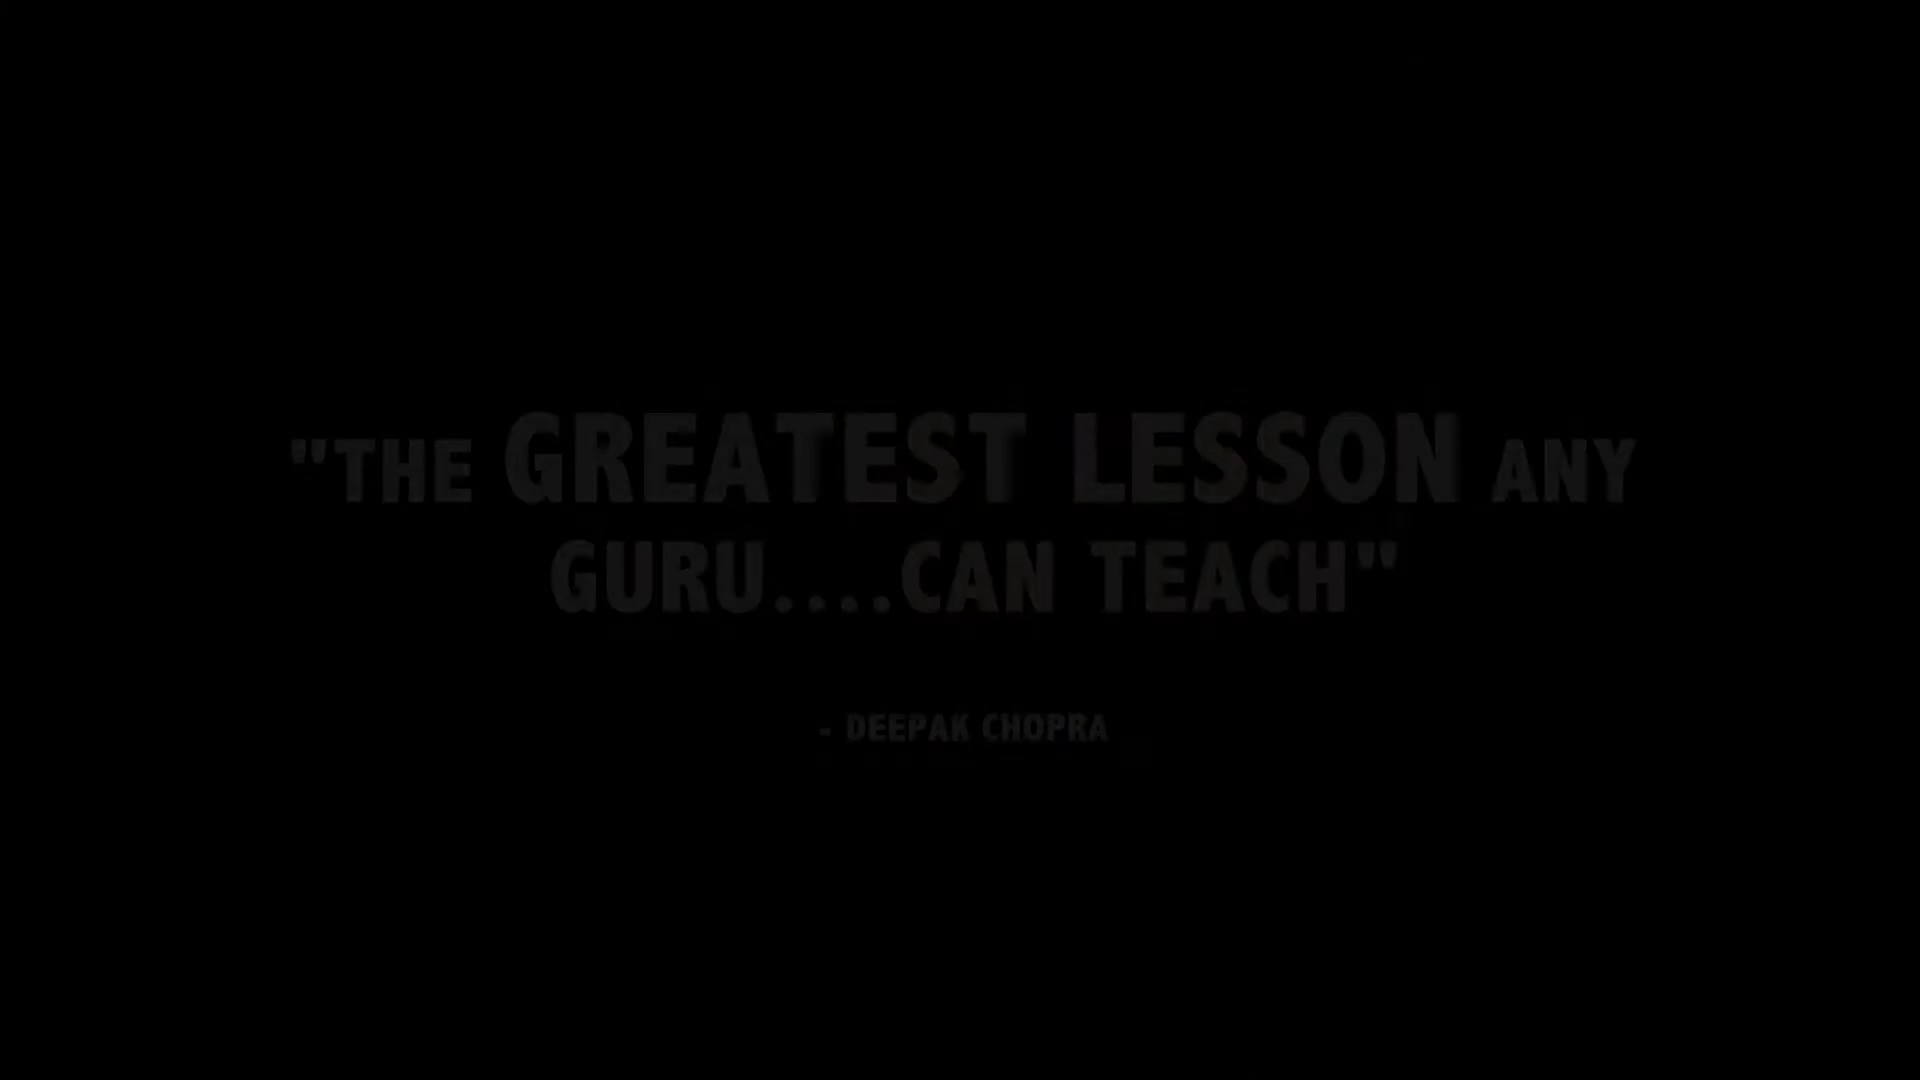 "THE GREATEST LESSON ANY
GURU....CAN TEACH"
- DEEPAK CHOPRA